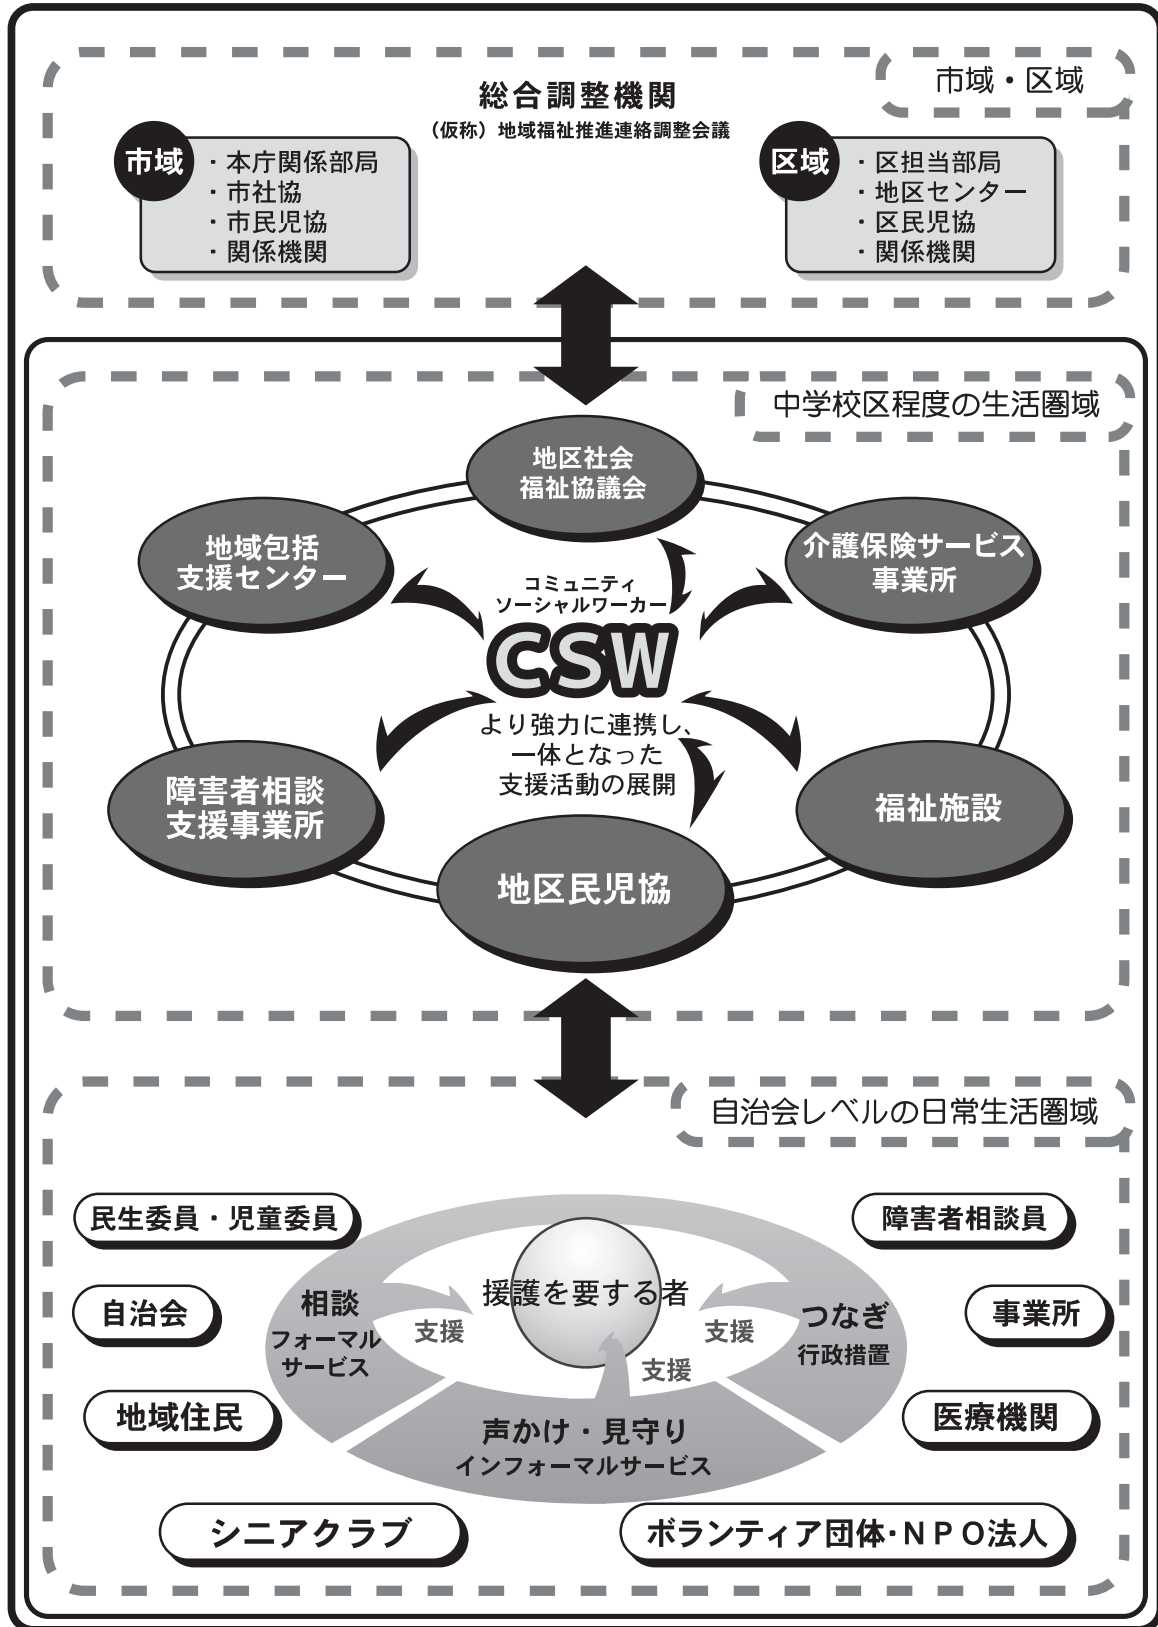 市域・区域
総合調整機関
（仮称）地域福祉推進連絡調整会議
市域
・本庁関係部局
・市社協
・市民児協
・関係機関
区域
・区担当部局
・地区センター
・区民児協
・関係機関
中学校区程度の生活圏域
地区社会
福祉協議会
地域包括
支援センター
介護保険サービス
事業所
コミュニティ
ソーシャルワーカー
CSW
より強力に連携し、
一体となった
支援活動の展開
障害者相談
支援事業所
福祉施設
地区民児協
自治会レベルの日常生活圏域
民生委員・児童委員
障害者相談員
自治会
事業所
地域住民
医療機関
援護を要する者
相談
フォーマル
サービス
支援
支援
支援
つなぎ
行政措置
声かけ・見守り
インフォーマルサービス
シニアクラブ
ボランティア団体･ＮＰＯ法人